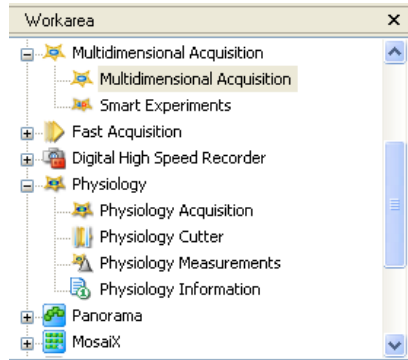 Workarea
Multidimensional Acquisition
Multidimensional Acquisition
Smart Experiments
Fast Acquisition
Digital High Speed Recorder
Physiology
Physiology Acquisition
Physiology Cutter
Physiology Measurements
Physiology Information
Panorama
MosaiX